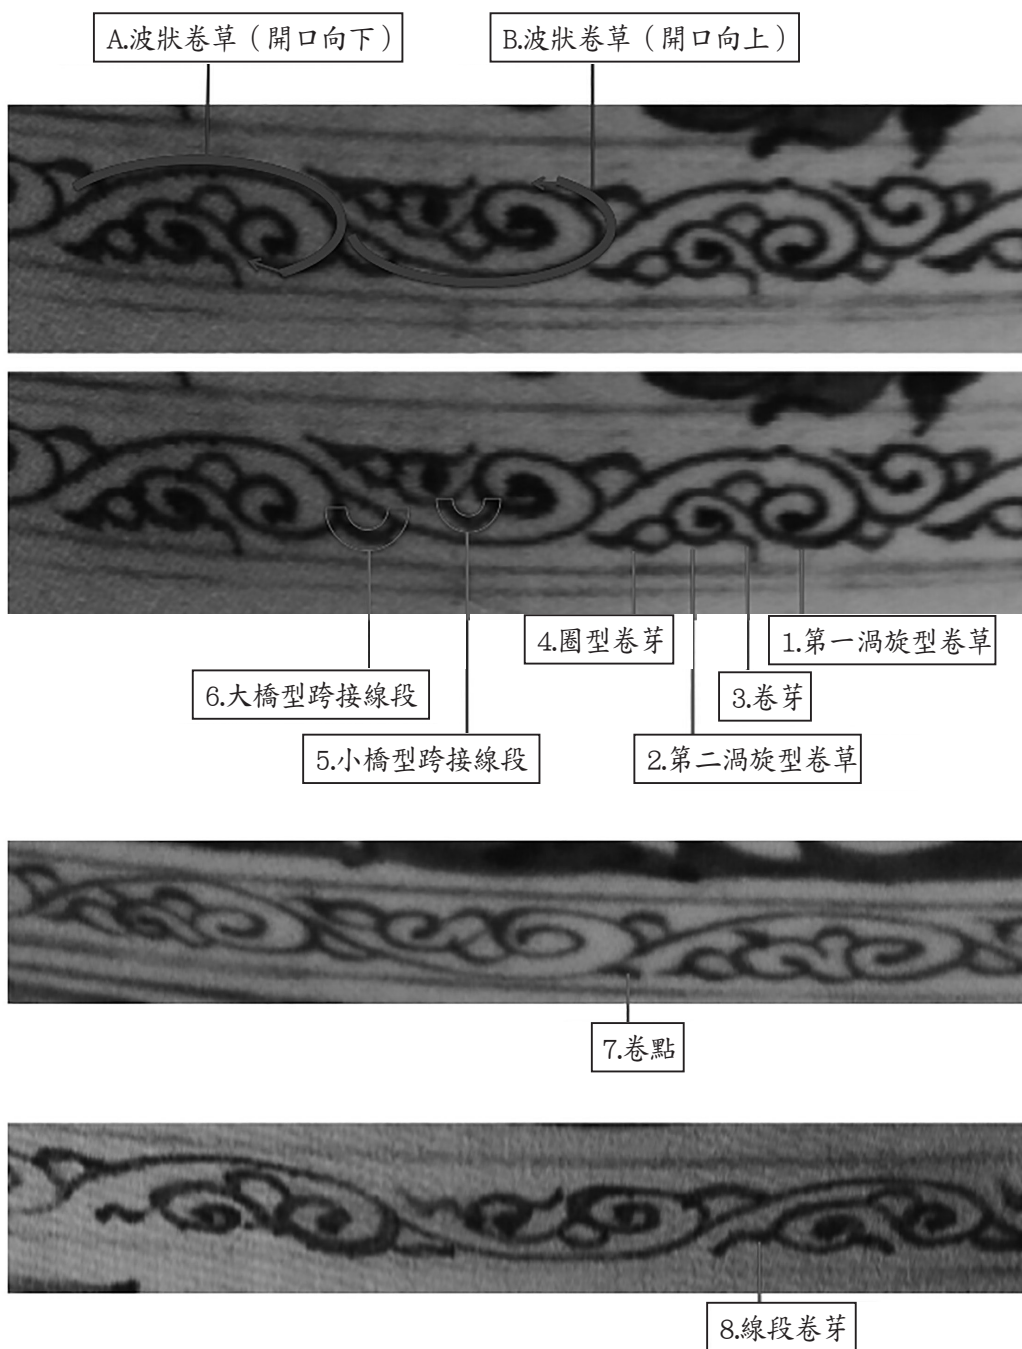 A.波狀卷草（開口向下）
B.波狀卷草（開口向上）
4.圈型卷芽
1.第一渦旋型卷草
6.大橋型跨接線段
3.卷芽
5.小橋型跨接線段
2.第二渦旋型卷草
7.卷點
8.線段卷芽